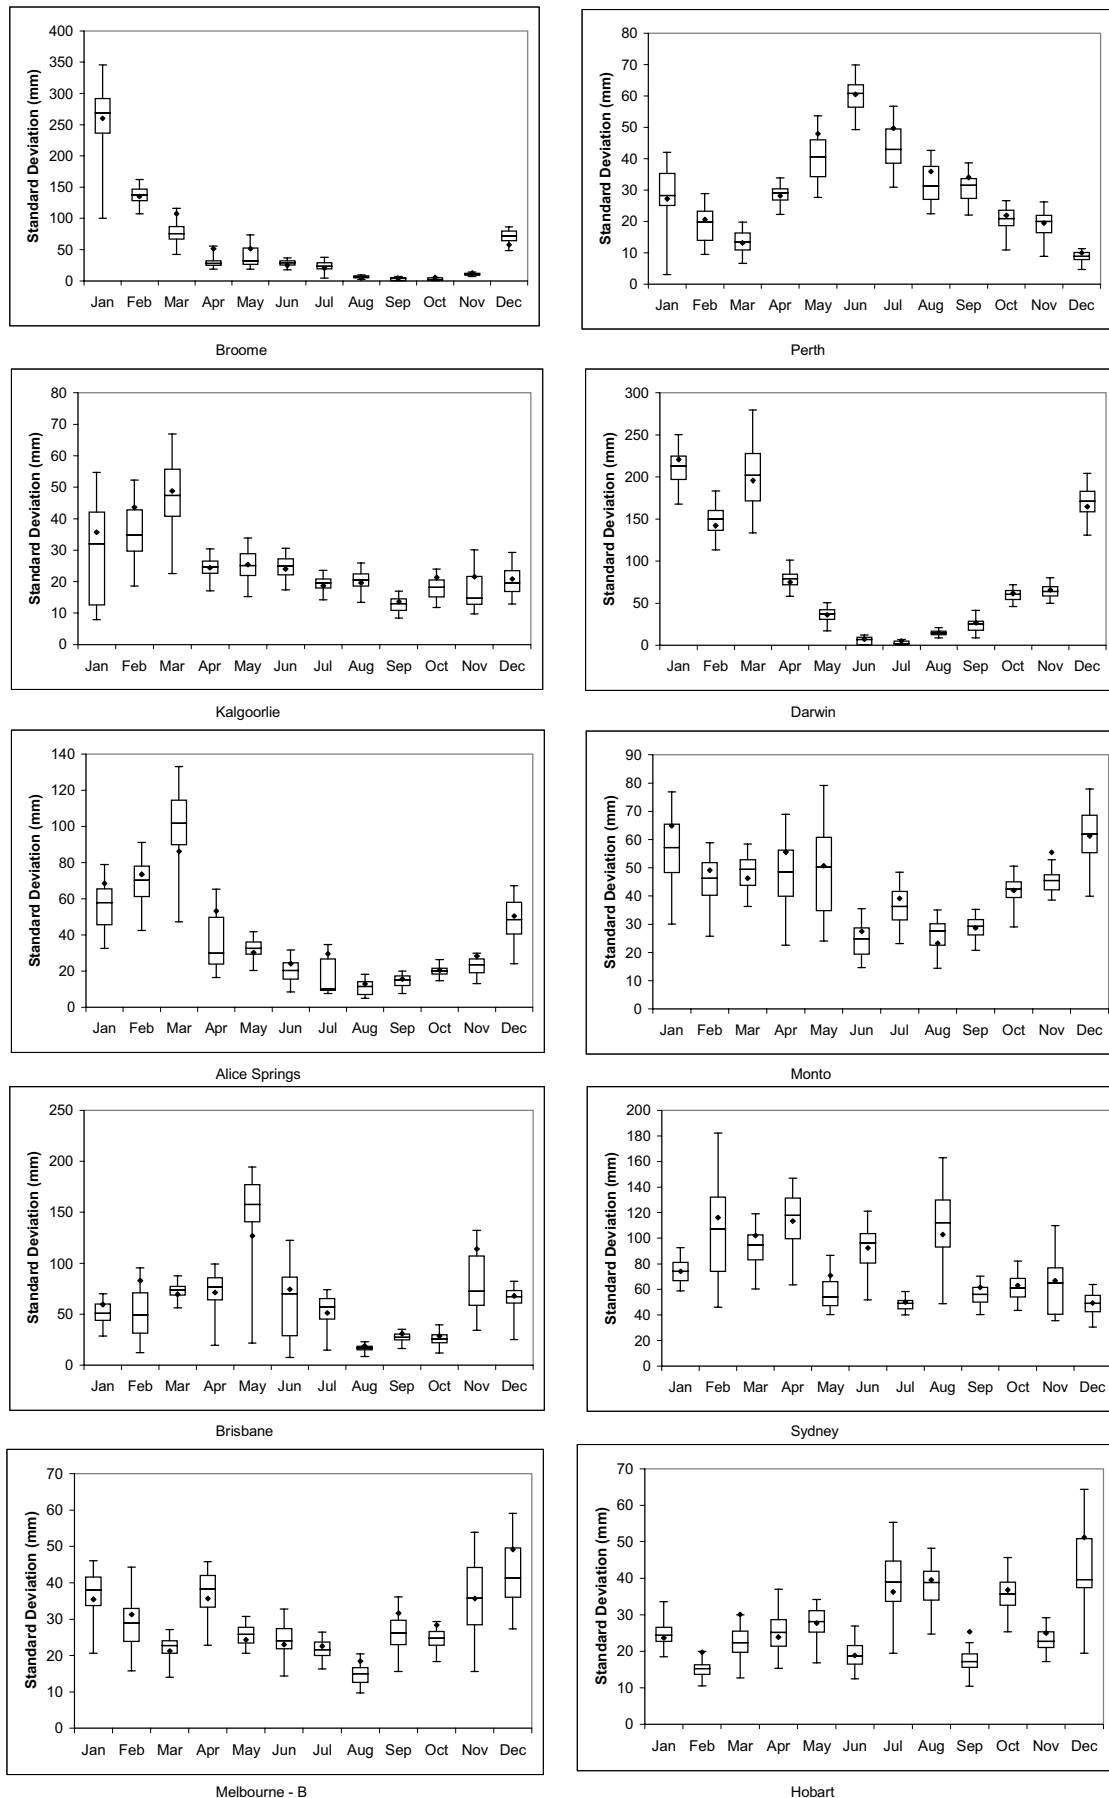 Standard Deviation (mm)
400
350
300
250
200
150
100
50
0
Jan Feb Mar Apr May Jun Jul Aug Sep Oct Nov Dec
Broome
Standard Deviation (mm)
80
70
60
50
40
30
20
10
0
Jan Feb Mar Apr May Jun Jul Aug Sep Oct Nov Dec
Perth
Standard Deviation (mm)
80
70
60
50
40
30
20
10
0
Jan Feb Mar Apr May Jun Jul Aug Sep Oct Nov Dec
Kalgoorlie
Standard Deviation (mm)
300
250
200
150
100
50
0
Jan Feb Mar Apr May Jun Jul Aug Sep Oct Nov Dec
Darwin
Standard Deviation (mm)
140
120
100
80
60
40
20
0
Jan Feb Mar Apr May Jun Jul Aug Sep Oct Nov Dec
Alice Springs
Standard Deviation (mm)
90
80
70
60
50
40
30
20
10
0
Jan Feb Mar Apr May Jun Jul Aug Sep Oct Nov Dec
Monto
Standard Deviation (mm)
250
200
150
100
50
0
Jan Feb Mar Apr May Jun Jul Aug Sep Oct Nov Dec
Brisbane
Standard Deviation (mm)
200
180
160
140
120
100
80
60
40
20
0
Jan Feb Mar Apr May Jun Jul Aug Sep Oct Nov Dec
Sydney
Standard Deviation (mm)
70
60
50
40
30
20
10
0
Jan Feb Mar Apr May Jun Jul Aug Sep Oct Nov Dec
Melbourne - B
Standard Deviation (mm)
70
60
50
40
30
20
10
0
Jan Feb Mar Apr May Jun Jul Aug Sep Oct Nov Dec
Hobart